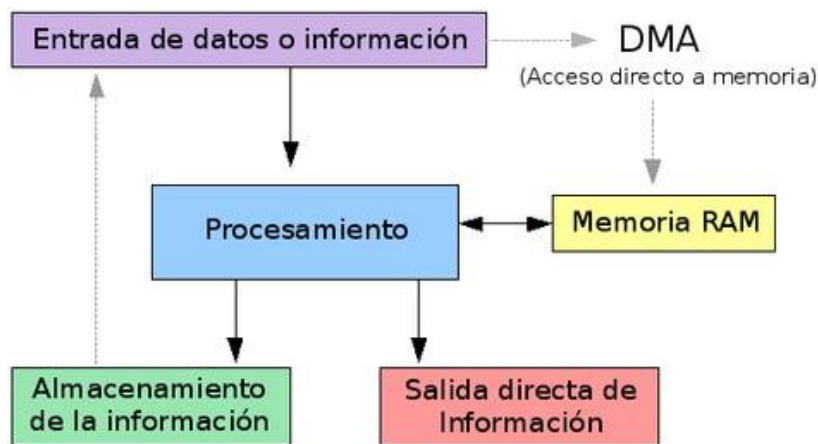 Entrada de datos o información
DMA
(Acceso directo a memoria)
Procesamiento
Memoria RAM
Almacenamiento
de la información
Salida directa de
Información